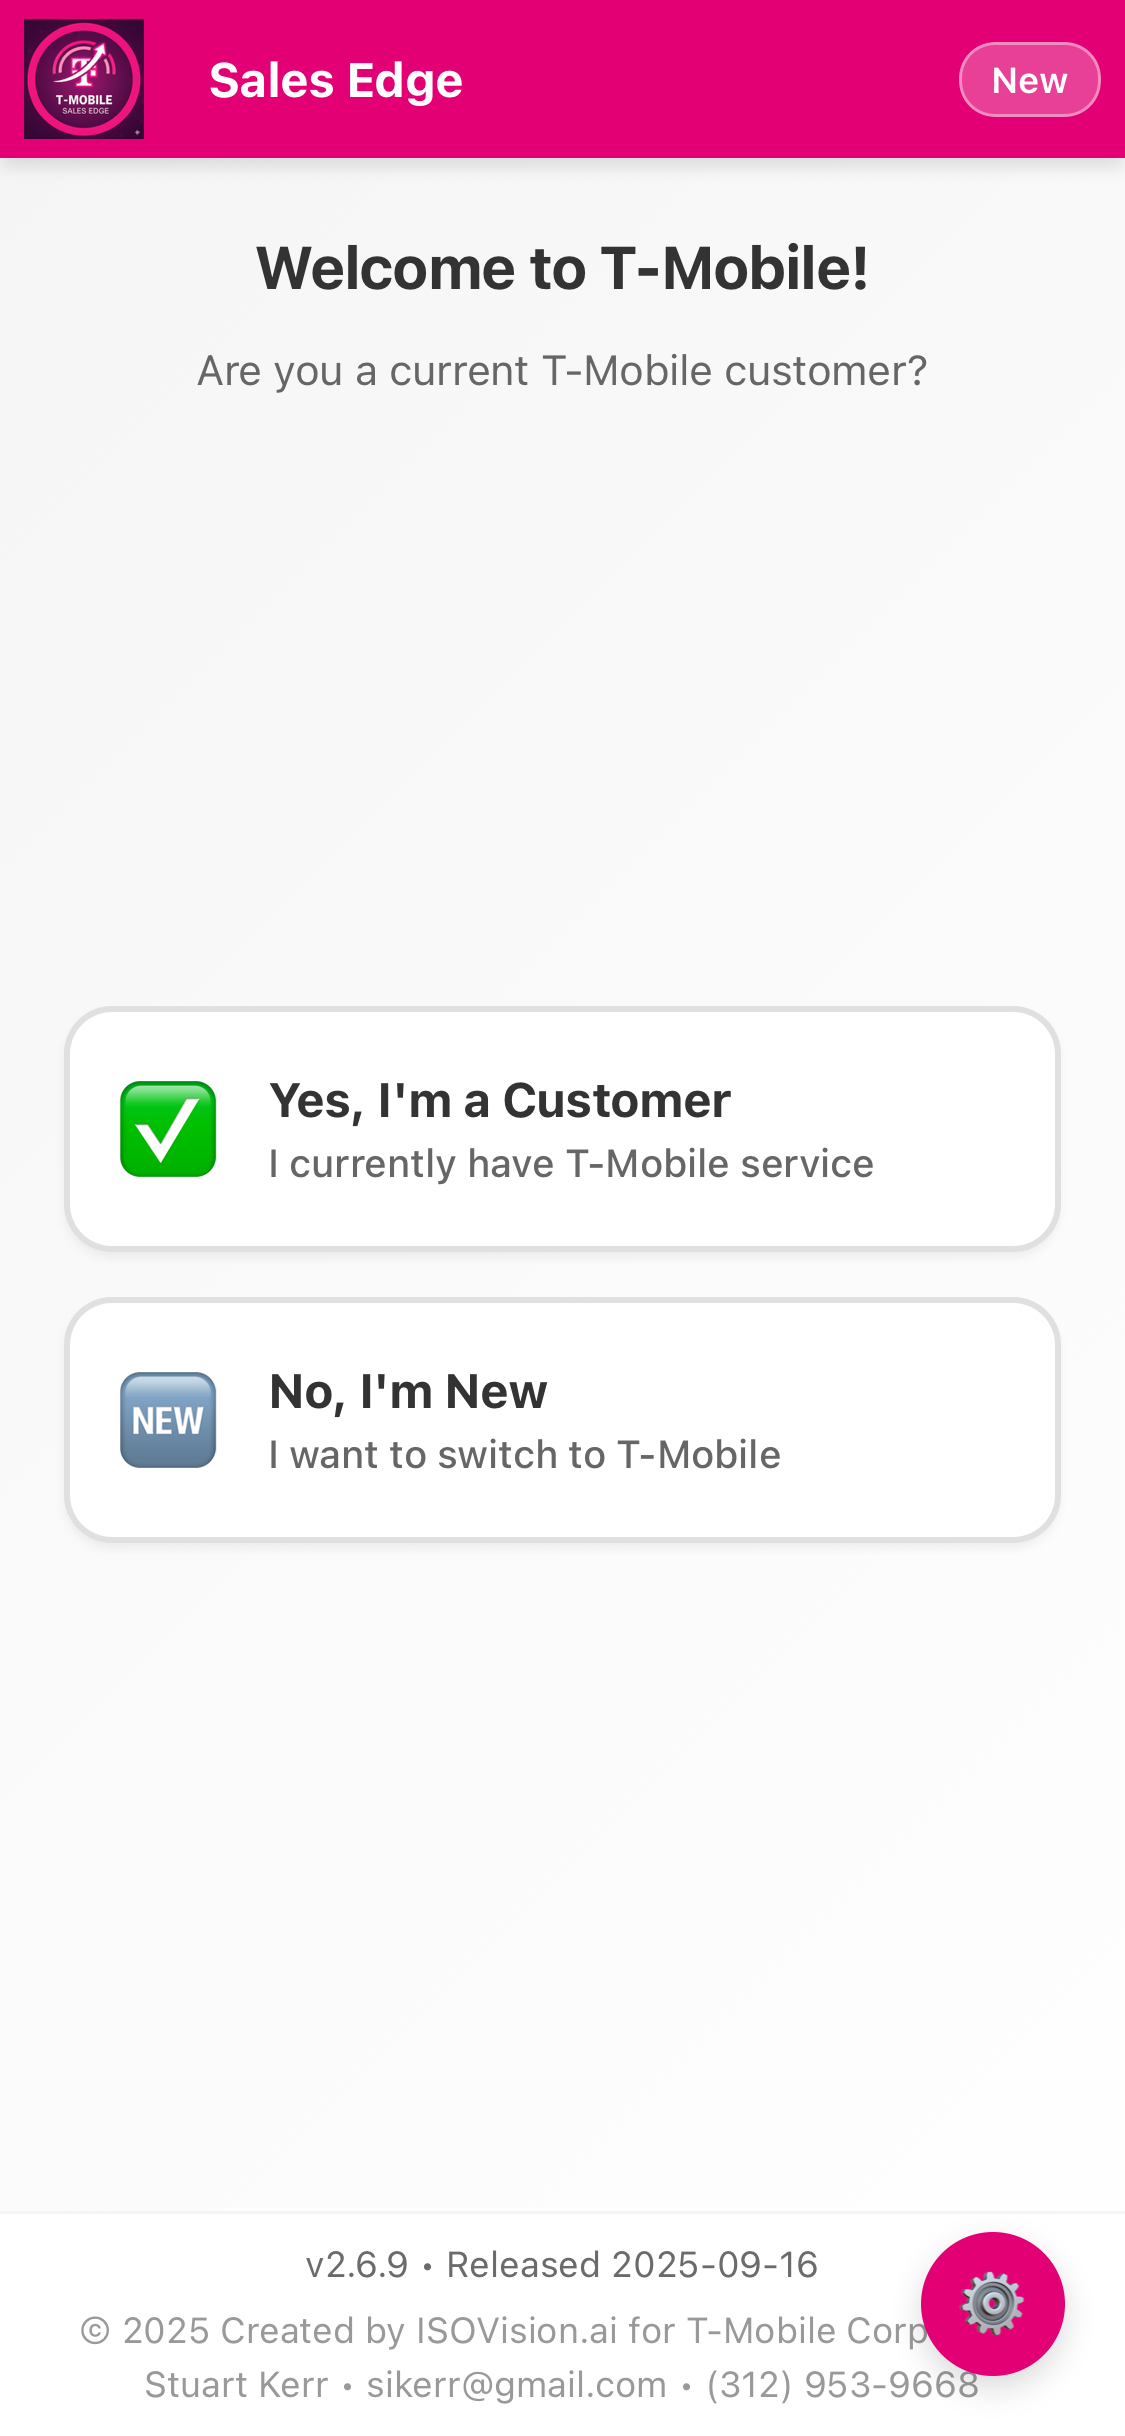 T-MOBILE
SALES EDGE
Sales Edge
New
Welcome to T-Mobile!
Are you a current T-Mobile customer?
Yes, I'm a Customer
I currently have T-Mobile service
NEW
No, I'm New
I want to switch to T-Mobile
v2.6.9 • Released 2025-09-16
© 2025 Created by ISOVision.ai for T-Mobile Corp
Stuart Kerr • sikerr@gmail.com • (312) 953-9668